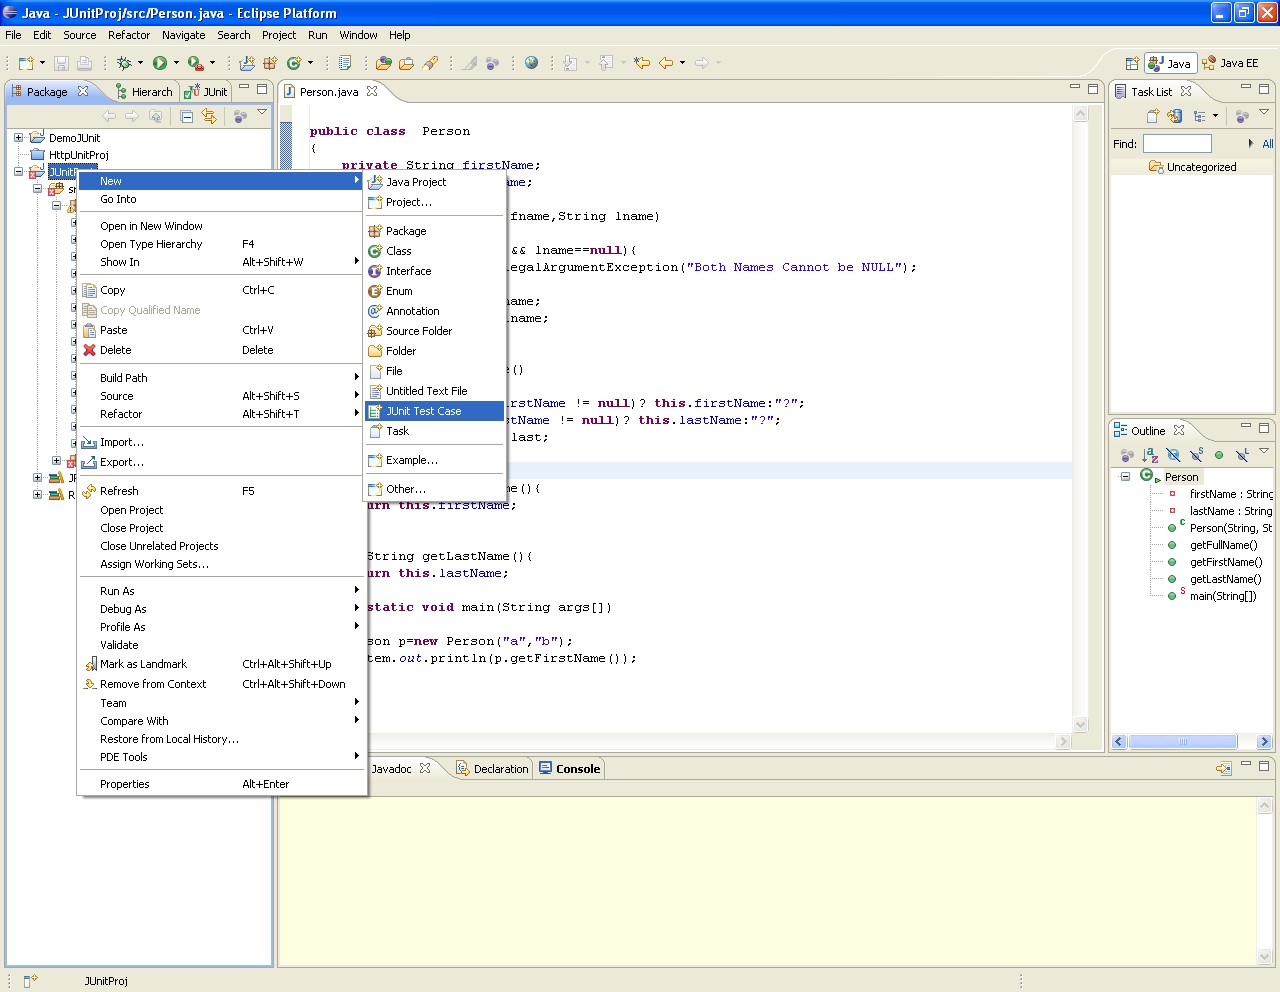 Java - JUnitProj/src/Person.java - Eclipse Platform
File Edit Source Refactor Navigate Search Project Run Window Help
Java Java EE
Package Hierarch JUnit
Person.java
Task List
DemoJUnit
HttpUnitProj
JUnitP
New
Go Into
Open in New Window
Open Type Hierarchy F4
Show In Alt+Shift+W
Copy Ctrl+C
Copy Qualified Name
Paste Ctrl+V
Delete Delete
Build Path
Source Alt+Shift+S
Refactor Alt+Shift+T
Import...
Export...
Refresh F5
Open Project
Close Project
Close Unrelated Projects
Assign Working Sets...
Run As
Debug As
Profile As
Validate
Mark as Landmark Ctrl+Alt+Shift+Up
Remove from Context Ctrl+Alt+Shift+Down
Team
Compare With
Restore from Local History...
PDE Tools
Properties Alt+Enter
Java Project
Project...
Package
Class
Interface
Enum
Annotation
Source Folder
Folder
File
Untitled Text File
JUnit Test Case
Task
Example...
Other...
public class Person
{
private String firstName;
me;
fname,String lname)
&& lname==null){
legalArgumentException("Both Names Cannot be NULL");
ame;
lname;
()
rstName != null)? this.firstName:"?";
stName != null)? this.lastName:"?";
last;
me(){
urn this.firstName;
String getLastName(){
urn this.lastName;
static void main(String args[])
son p=new Person("a","b");
tem.out.println(p.getFirstName());
Find: All
Uncategorized
Outline
Person
firstName : String
lastName : String
Person(String, St
getFullName()
getFirstName()
getLastName()
main(String[])
Javadoc Declaration Console
JUnitProj